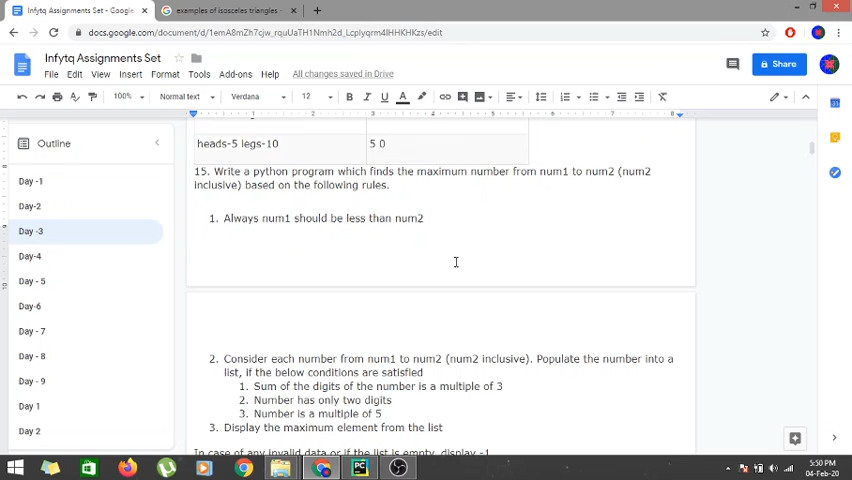 Infytq Assignments Set - Google
examples of isosceles triangles -
docs.google.com/document/d/1emA8mZh7cjw_rquUaTH1Nmh2d_Lcplyqrm4IHHKHKzs/edit
Infytq Assignments Set
File Edit View Insert Format Tools Add-ons Help All changes saved in Drive
Share
100% Normal text Verdana 12
Outline
Day -1
Day-2
Day -3
Day-4
Day - 5
Day-6
Day - 7
Day - 8
Day - 9
Day 1
Day 2
heads-5 legs-10 5 0
15. Write a python program which finds the maximum number from num1 to num2 (num2
inclusive) based on the following rules.
1. Always num1 should be less than num2
2. Consider each number from num1 to num2 (num2 inclusive). Populate the number into a
list, if the below conditions are satisfied
1. Sum of the digits of the number is a multiple of 3
2. Number has only two digits
3. Number is a multiple of 5
3. Display the maximum element from the list
In case of any invalid data or if the list is empty, display -1
5:50 PM
04-Feb-20